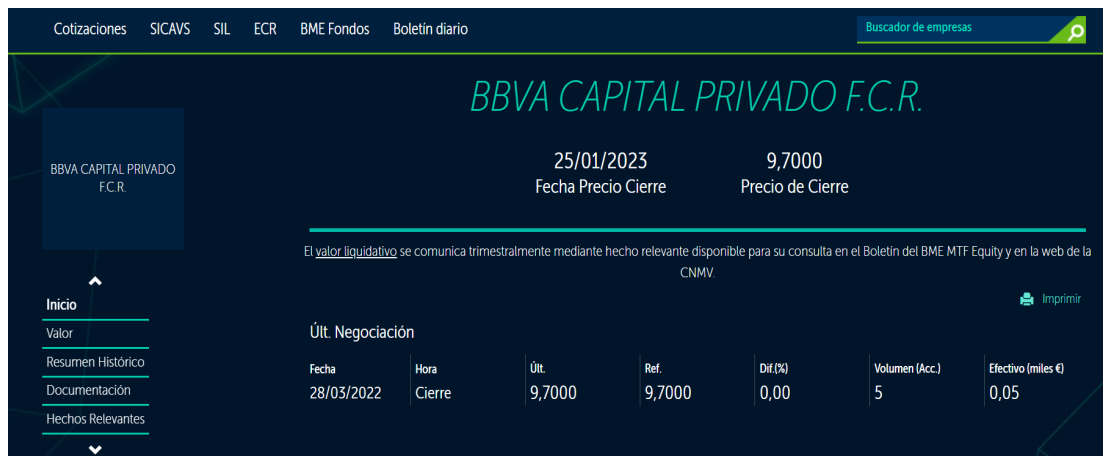 Cotizaciones SICAVS SIL ECR BME Fondos Boletín diario Buscador de empresas
BBVA CAPITAL PRIVADO F.C.R.
BBVA CAPITAL PRIVADO
F.C.R.
25/01/2023 9,7000
Fecha Precio Cierre Precio de Cierre
El valor liquidativo se comunica trimestralmente mediante hecho relevante disponible para su consulta en el Boletín del BME MTF Equity y en la web de la
CNMV.
Imprimir
Inicio
Valor
Resumen Histórico
Documentación
Hechos Relevantes
Últ. Negociación
Fecha Hora Últ. Ref. Dif.(%) Volumen (Acc.) Efectivo (miles €)
28/03/2022 Cierre 9,7000 9,7000 0,00 5 0,05